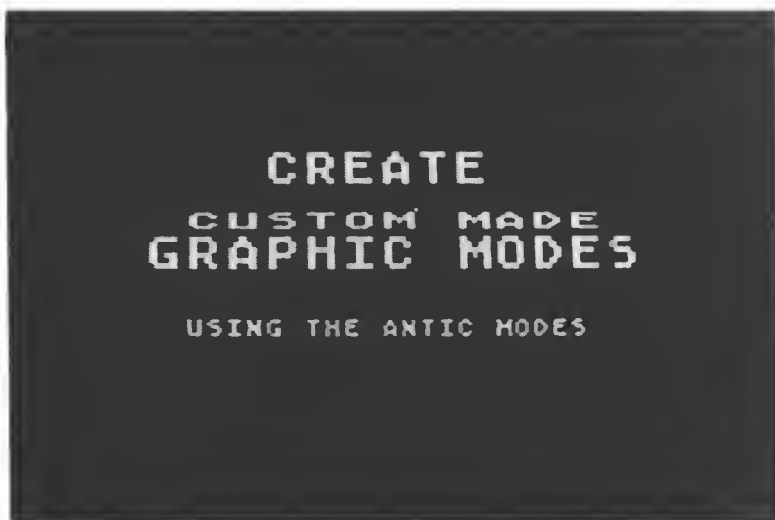 CREATE
CUSTOM MADE
GRAPHIC MODES
USING THE ANTIC MODES